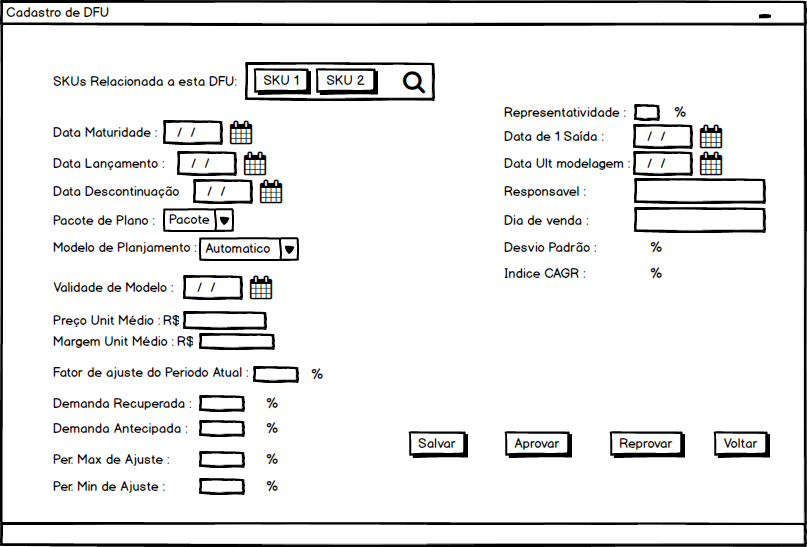 Cadastro de DFU
SKUs Relacionada a esta DFU: SKU 1 SKU 2
Data Maturidade : / /
Data Lançamento : / /
Data Descontinuação / /
Pacote de Plano : Pacote
Modelo de Planjamento : Automatico
Validade de Modelo : / /
Preço Unit Médio : R$
Margem Unit Médio : R$
Fator de ajuste do Periodo Atual : %
Demanda Recuperada : %
Demanda Antecipada : %
Per. Max de Ajuste : %
Per. Min de Ajuste : %
Representatividade : %
Data de 1 Saída : / /
Data Ult modelagem : / /
Responsavel :
Dia de venda :
Desvio Padrão : %
Indice CAGR : %
Salvar Aprovar Reprovar Voltar